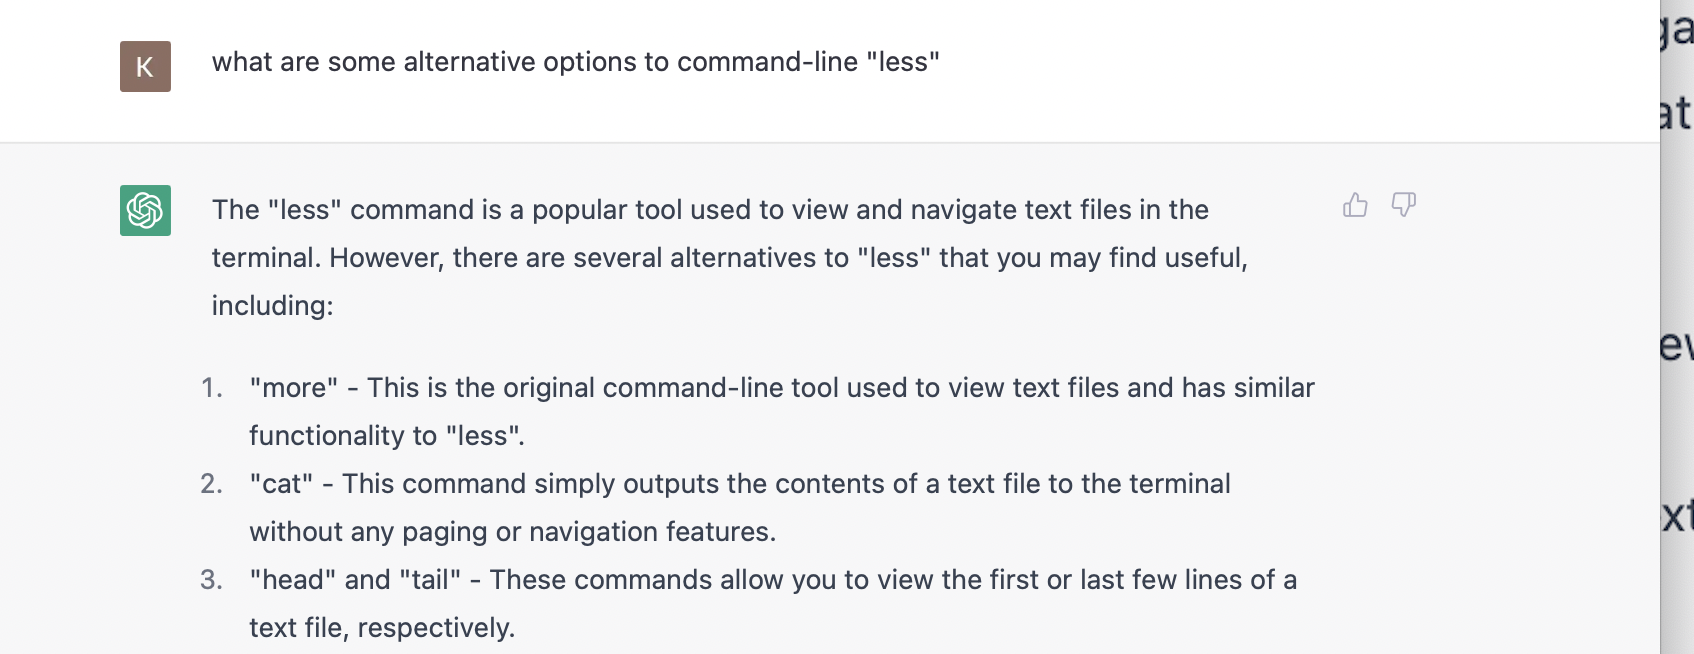 K
what are some alternative options to command-line "less"
The "less" command is a popular tool used to view and navigate text files in the
terminal. However, there are several alternatives to "less" that you may find useful,
including:
1. "more" - This is the original command-line tool used to view text files and has similar
functionality to "less".
2. "cat" - This command simply outputs the contents of a text file to the terminal
without any paging or navigation features.
3. "head" and "tail" - These commands allow you to view the first or last few lines of a
text file, respectively.